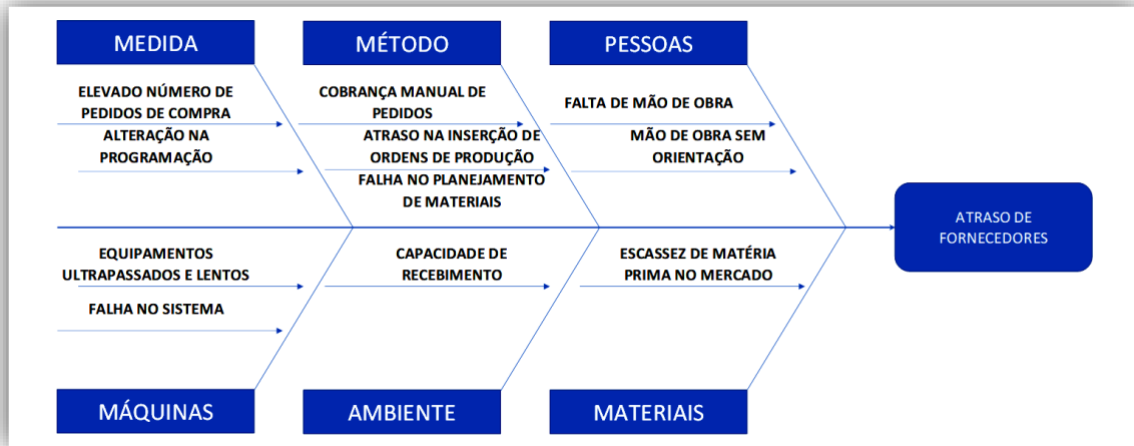 MEDIDA
MÉTODO
PESSOAS
ELEVADO NÚMERO DE
PEDIDOS DE COMPRA
ALTERAÇÃO NA
PROGRAMAÇÃO
COBRANÇA MANUAL DE
PEDIDOS
ATRASO NA INSERÇÃO DE
ORDENS DE PRODUÇÃO
FALHA NO PLANEJAMENTO
DE MATERIAIS
FALTA DE MÃO DE OBRA
MÃO DE OBRA SEM
ORIENTAÇÃO
ATRASO DE
FORNECEDORES
EQUIPAMENTOS
ULTRAPASSADOS E LENTOS
FALHA NO SISTEMA
CAPACIDADE DE
RECEBIMENTO
ESCASSEZ DE MATÉRIA
PRIMA NO MERCADO
MÁQUINAS
AMBIENTE
MATERIAIS